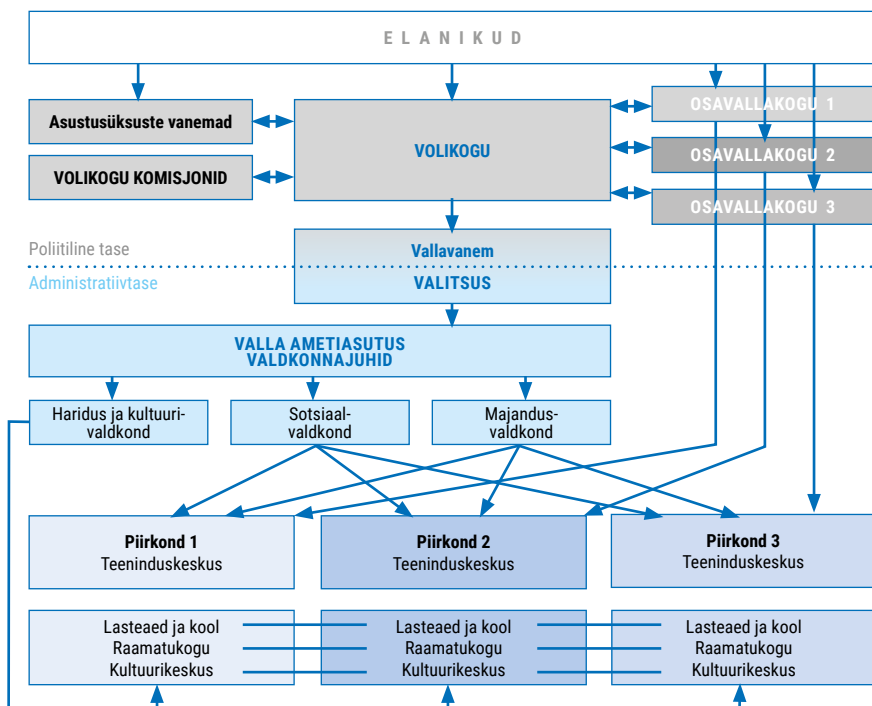 ELANIKUD
Asustusüksuste vanemad
VOLIKOGU KOMISJONID
VOLIKOGU
OSAVALLAKOGU 1
OSAVALLAKOGU 2
OSAVALLAKOGU 3
Poliitiline tase
Administratiivtase
Vallavanem
VALITSUS
VALLA AMETIASUTUS
VALDKONNAJUHID
Haridus ja kultuuri-
valdkond
Sotsiaal-
valdkond
Majandus-
valdkond
Piirkond 1
Teeninduskeskus
Piirkond 2
Teeninduskeskus
Piirkond 3
Teeninduskeskus
Lasteaed ja kool
Raamatukogu
Kultuurikeskus
Lasteaed ja kool
Raamatukogu
Kultuurikeskus
Lasteaed ja kool
Raamatukogu
Kultuurikeskus